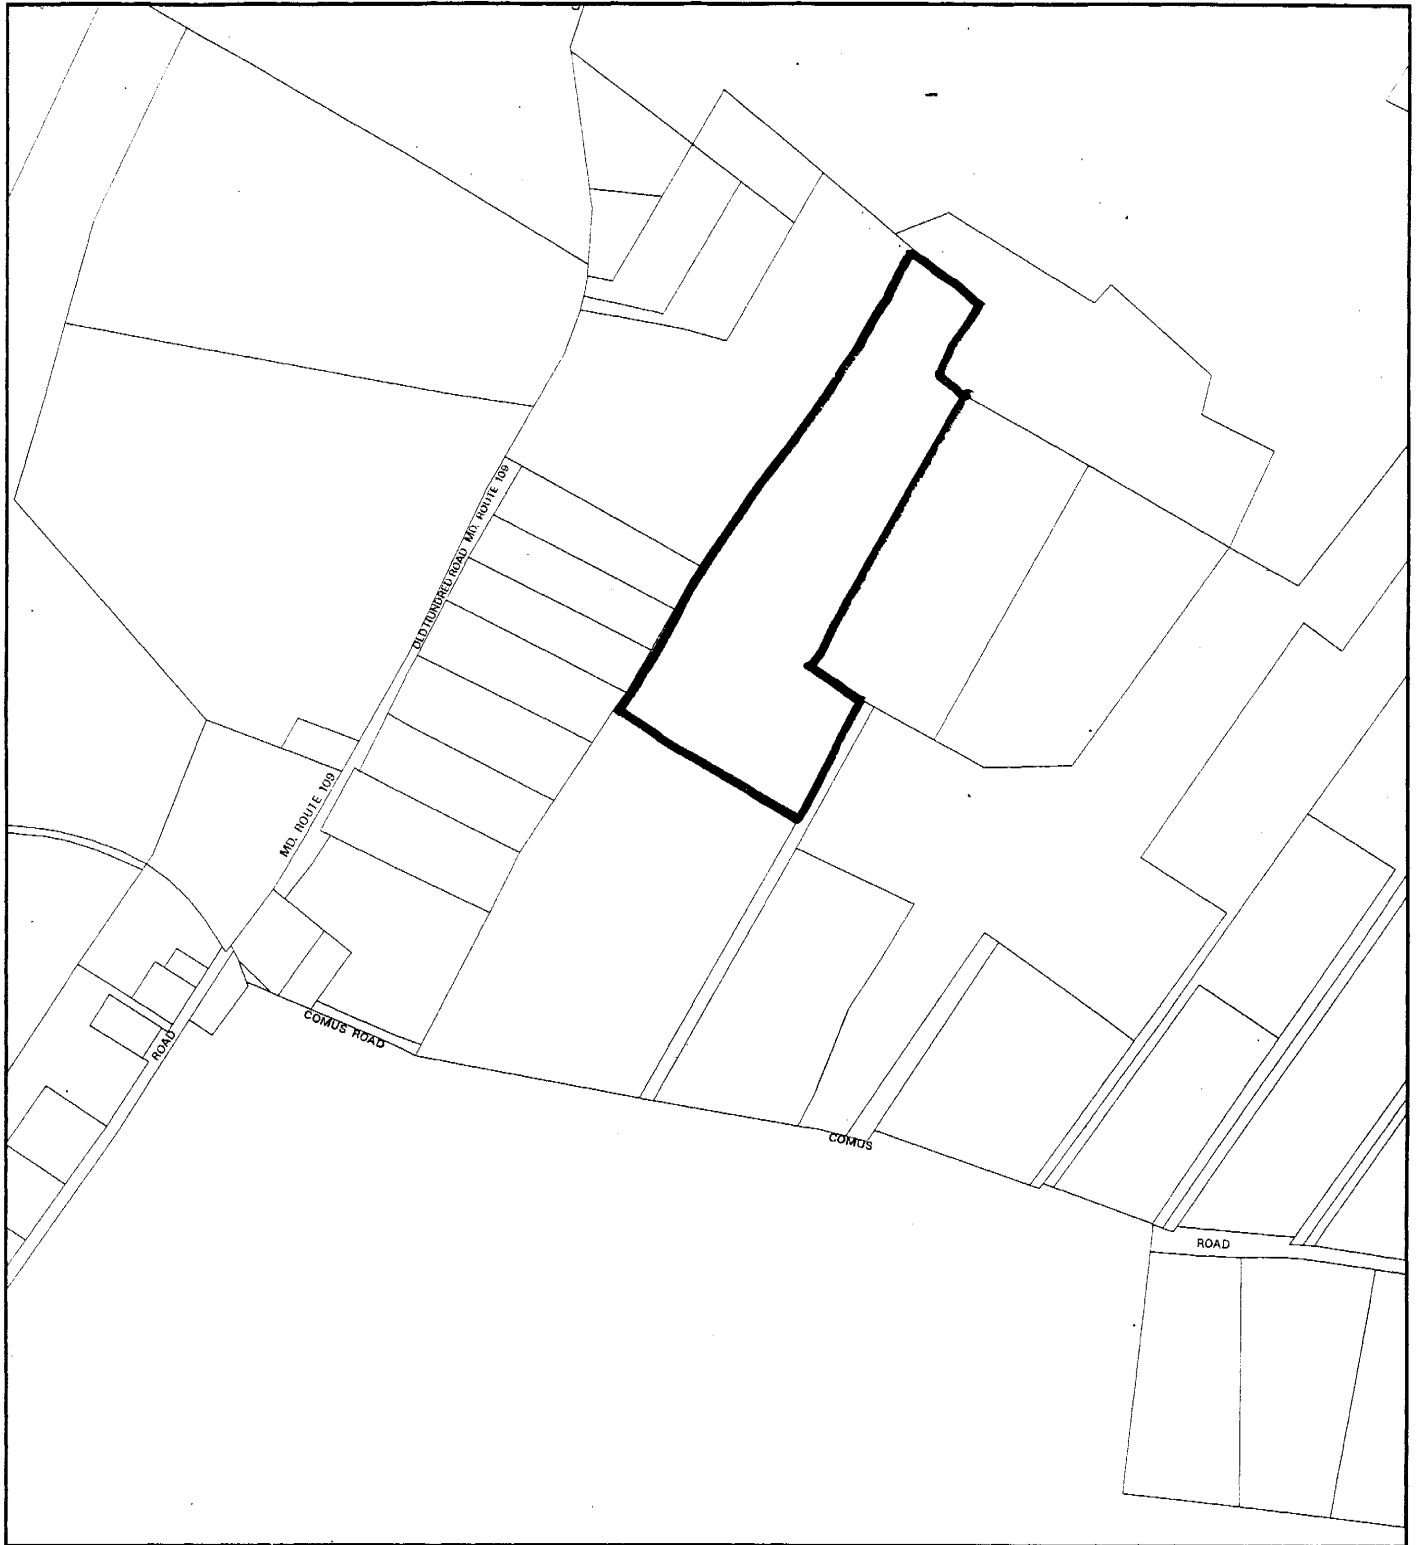 OLD HUNDRED ROAD MD. ROUTE 109
MD. ROUTE 109
COMUS ROAD
ROAD
COMUS
ROAD